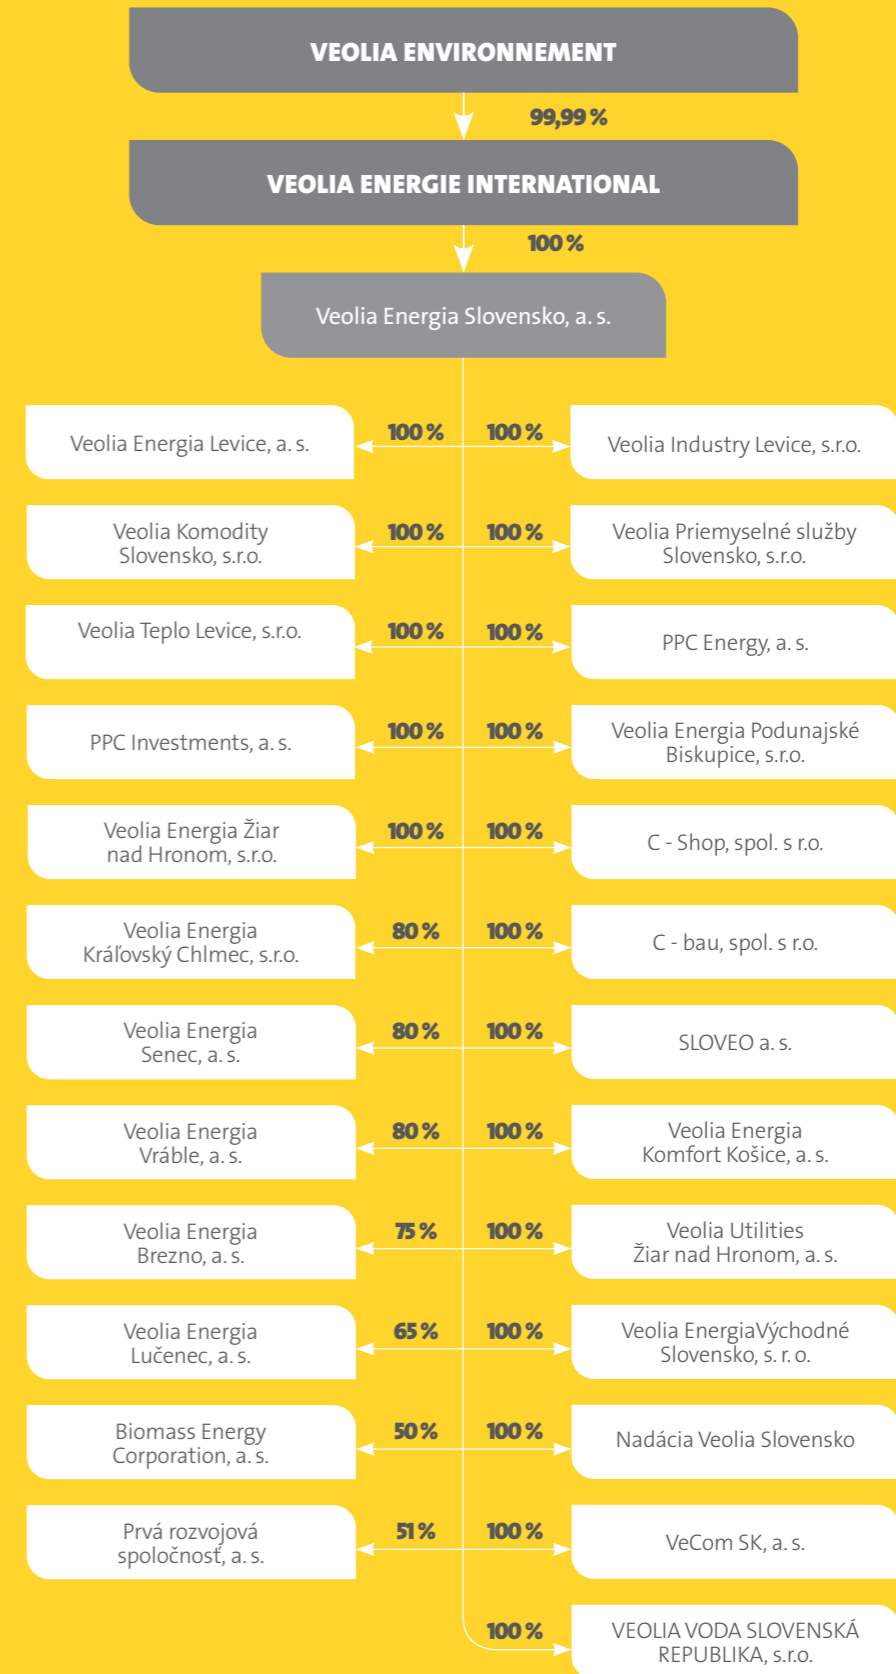 VEOLIA ENVIRONNEMENT
99,99 %
VEOLIA ENERGIE INTERNATIONAL
100 %
Veolia Energia Slovensko, a. s.
Veolia Energia Levice, a. s.
100 %
100 %
Veolia Industry Levice, s.r.o.
Veolia Komodity
Slovensko, s.r.o.
100 %
100 %
Veolia Priemyselné služby
Slovensko, s.r.o.
Veolia Teplo Levice, s.r.o.
100 %
100 %
PPC Energy, a. s.
PPC Investments, a. s.
100 %
100 %
Veolia Energia Podunajské
Biskupice, s.r.o.
Veolia Energia Žiar
nad Hronom, s.r.o.
100 %
100 %
C - Shop, spol. s r.o.
Veolia Energia
Kráľovský Chlmec, s.r.o.
80 %
100 %
C - bau, spol. s r.o.
Veolia Energia
Senec, a. s.
80 %
100 %
SLOVEO a. s.
Veolia Energia
Vráble, a. s.
80 %
100 %
Veolia Energia
Komfort Košice, a. s.
Veolia Energia
Brezno, a. s.
75 %
100 %
Veolia Utilities
Žiar nad Hronom, a. s.
Veolia Energia
Lučenec, a. s.
65 %
100 %
Veolia EnergiaVýchodné
Slovensko, s. r. o.
Biomass Energy
Corporation, a. s.
50 %
100 %
Nadácia Veolia Slovensko
Prvá rozvojová
spoločnosť, a. s.
51 %
100 %
VeCom SK, a. s.
100 %
VEOLIA VODA SLOVENSKÁ
REPUBLIKA, s.r.o.